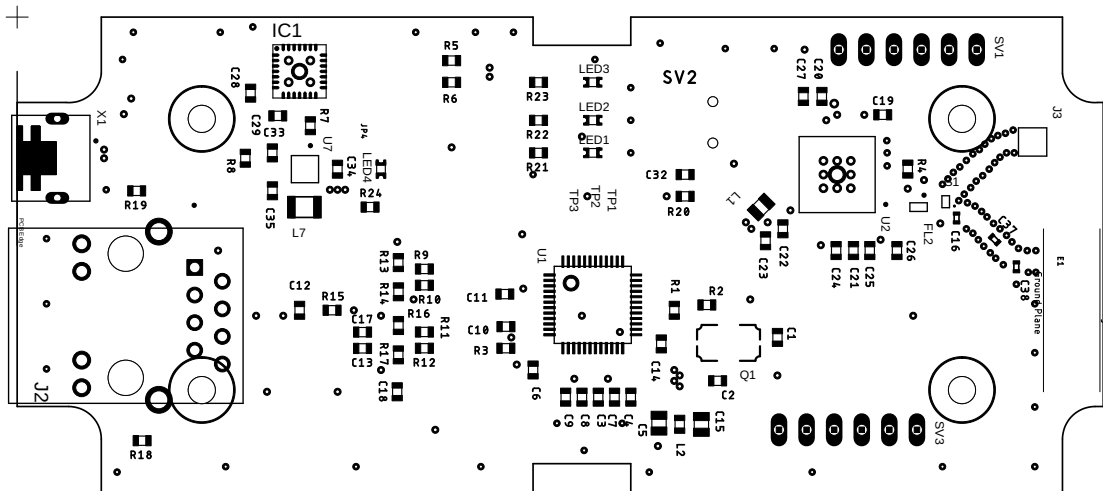 IC1
R5
R6
C28
C29
C33
R7
U7
JP4
LED4
R8
C34
R24
C35
L7
X1
R19
PCBEdge
J2
R18
LED3
LED2
LED1
R23
R22
R21
TP3
TP2
TP1
SV2
C27
C20
C19
SV1
J3
C32
R20
L1
R4
U2
FL2
C16
C37
C38
E1
Ground Plane
C23
C22
C24
C21
C25
C26
U1
R13
R9
R14
R10
R16
R11
R17
R12
C12
R15
C17
C13
C18
C11
C10
R3
C6
C9
C8
C3
C7
C4
C5
L2
C15
C14
R1
R2
C1
Q1
C2
SV3